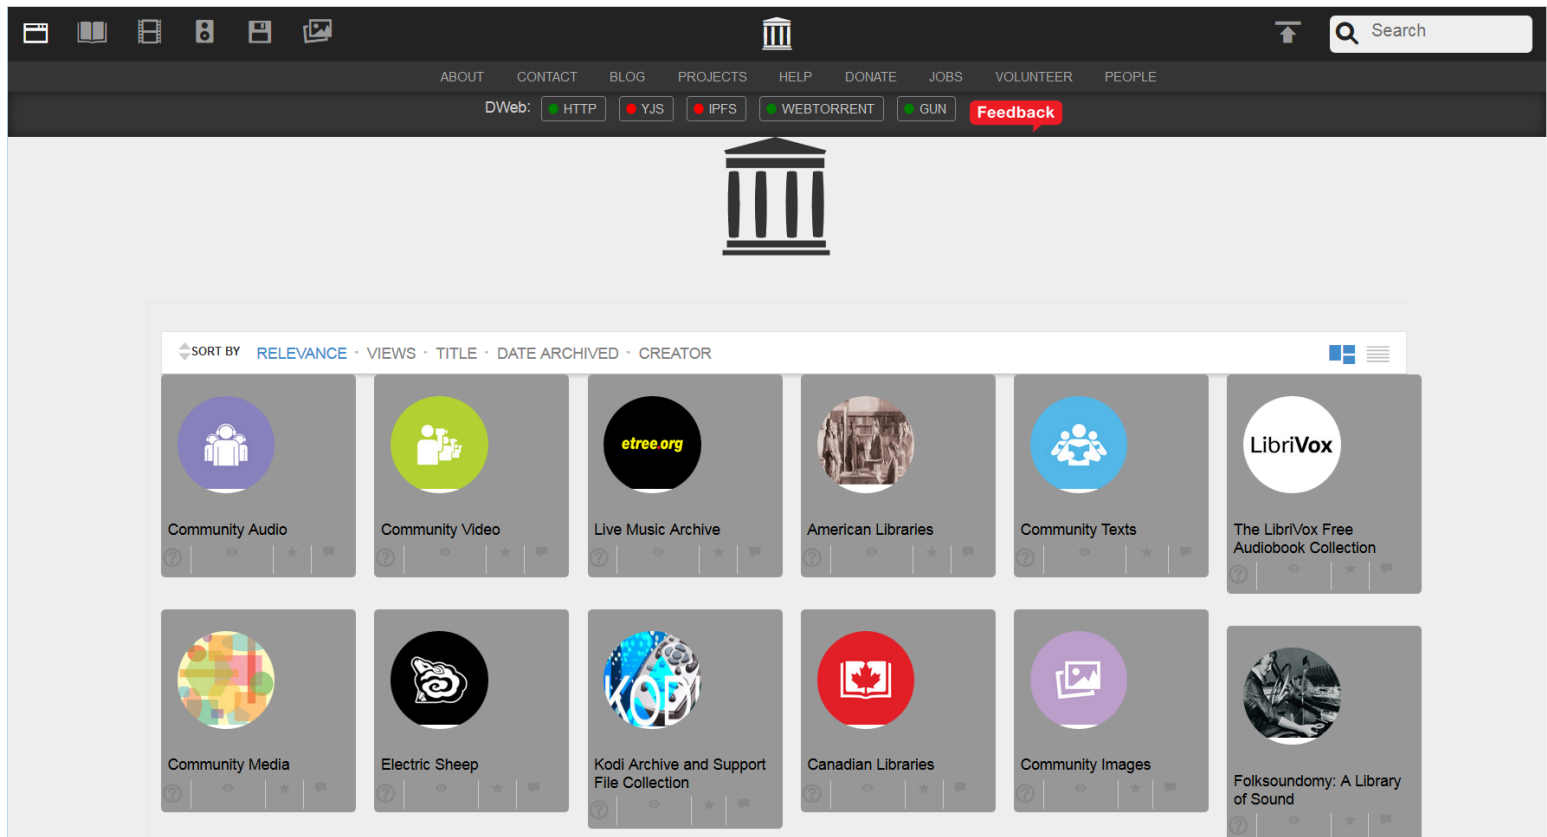 Search
ABOUT CONTACT BLOG PROJECTS HELP DONATE JOBS VOLUNTEER PEOPLE
DWeb: HTTP YJS IPFS WEBTORRENT GUN Feedback
SORT BY RELEVANCE · VIEWS · TITLE · DATE ARCHIVED · CREATOR
etree.org
LibriVox
Community Audio
Community Video
Live Music Archive
American Libraries
Community Texts
The LibriVox Free
Audiobook Collection
KODI
Community Media
Electric Sheep
Kodi Archive and Support
File Collection
Canadian Libraries
Community Images
Folksoundomy: A Library
of Sound